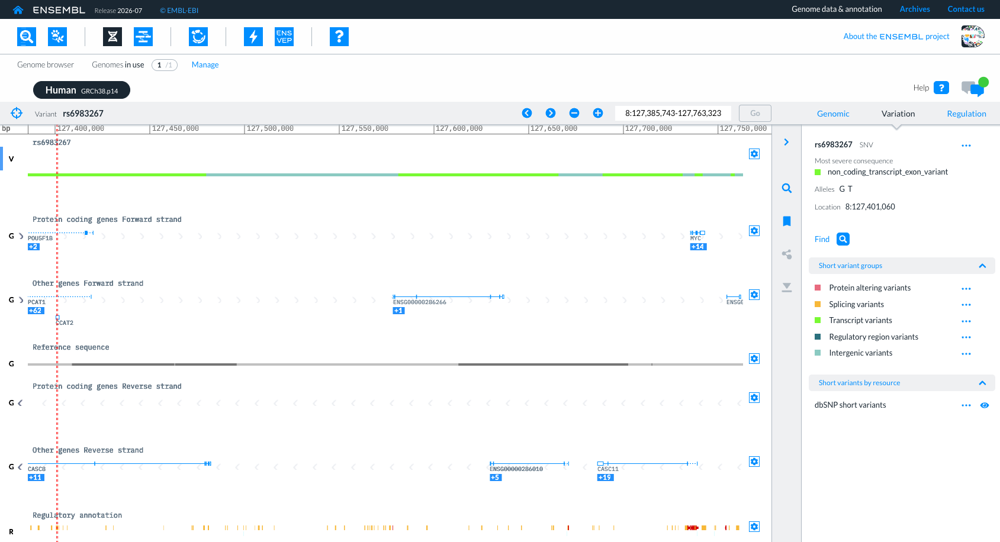 ENSEMBL Release 2026-07 © EMBL-EBI Genome data & annotation Archives Contact us
ENS VEP
? About the ENSEMBL project
Genome browser Genomes in use 1 /1 Manage
Human GRCh38.p14 Help ?
Variant rs6983267 8:127,385,743-127,763,323 Go Genomic Variation Regulation
bp 127,400,000 127,450,000 127,500,000 127,550,000 127,600,000 127,650,000 127,700,000 127,750,000
rs6983267
V
Protein coding genes Forward strand
G
POU5F1B MYC
+2 +14
Other genes Forward strand
G
PCAT1 ENSG00000286266 ENSG0
+62 +1
CCAT2
Reference sequence
G
Protein coding genes Reverse strand
G
Other genes Reverse strand
G
CASC8 ENSG00000286010 CASC11
+11 +5 +19
Regulatory annotation
R
rs6983267 SNV
Most severe consequence
non_coding_transcript_exon_variant
Alleles G T
Location 8:127,401,060
Find
Short variant groups
Protein altering variants
Splicing variants
Transcript variants
Regulatory region variants
Intergenic variants
Short variants by resource
dbSNP short variants